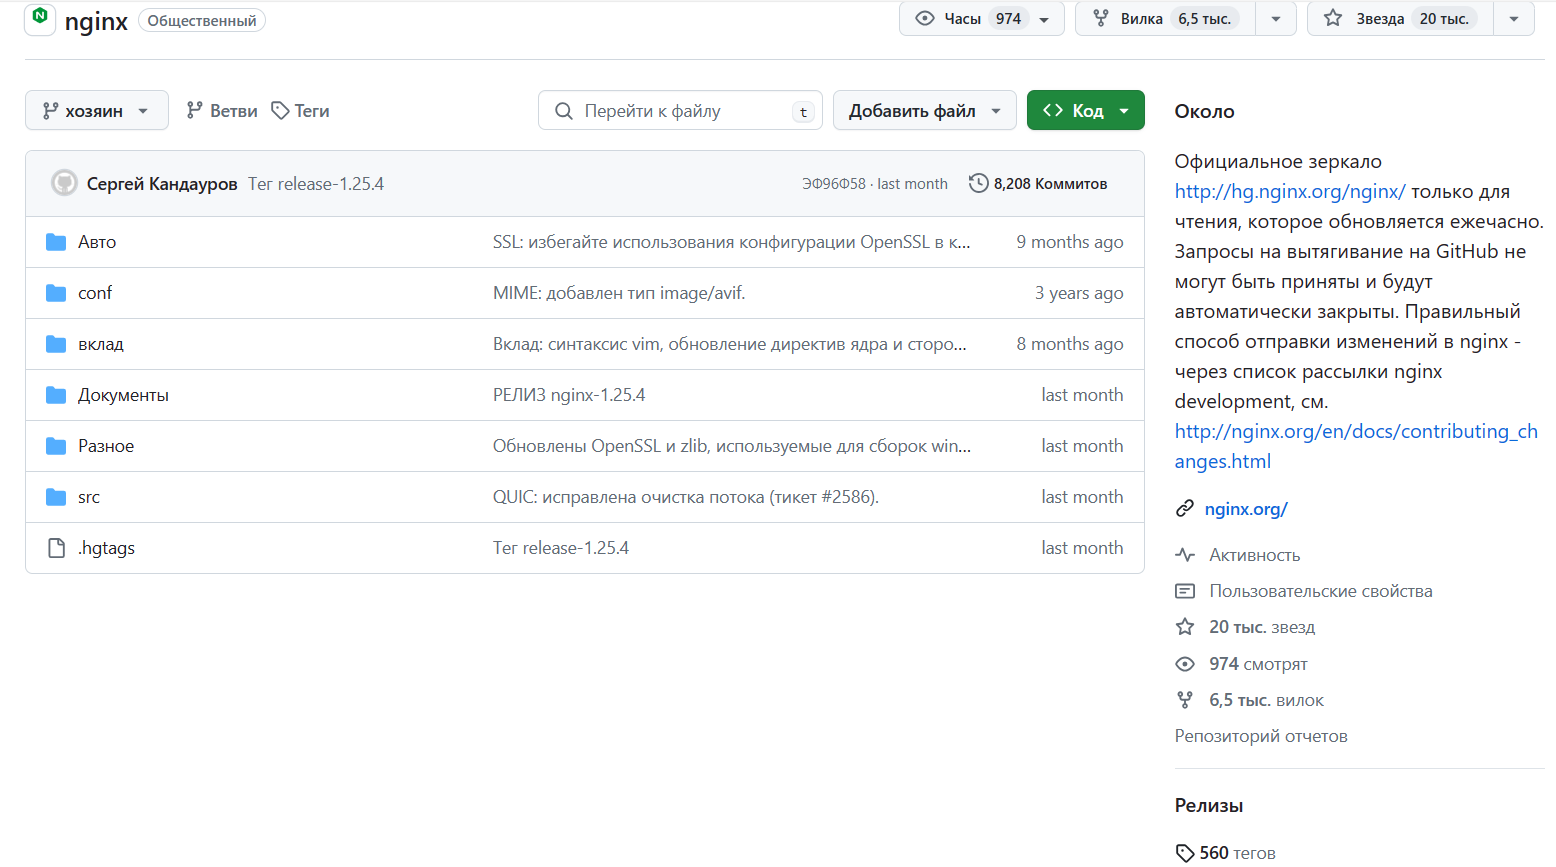 nginx Общественный Часы 974 Вилка 6,5 тыс. Звезда 20 тыс.
хозяин Ветви Теги Перейти к файлу t Добавить файл Код
Сергей Кандауров Тег release-1.25.4 ЭФ96Ф58 · last month 8,208 Коммитов
Авто SSL: избегайте использования конфигурации OpenSSL в к... 9 months ago
conf MIME: добавлен тип image/avif. 3 years ago
вклад Вклад: синтаксис vim, обновление директив ядра и сторо... 8 months ago
Документы РЕЛИЗ nginx-1.25.4 last month
Разное Обновлены OpenSSL и zlib, используемые для сборок win... last month
src QUIC: исправлена очистка потока (тикет #2586). last month
.hgtags Тег release-1.25.4 last month
Около
Официальное зеркало
http://hg.nginx.org/nginx/ только для
чтения, которое обновляется ежечасно.
Запросы на вытягивание на GitHub не
могут быть приняты и будут
автоматически закрыты. Правильный
способ отправки изменений в nginx -
через список рассылки nginx
development, см.
http://nginx.org/en/docs/contributing_ch
anges.html
nginx.org/
Активность
Пользовательские свойства
20 тыс. звезд
974 смотрят
6,5 тыс. вилок
Репозиторий отчетов
Релизы
560 тегов